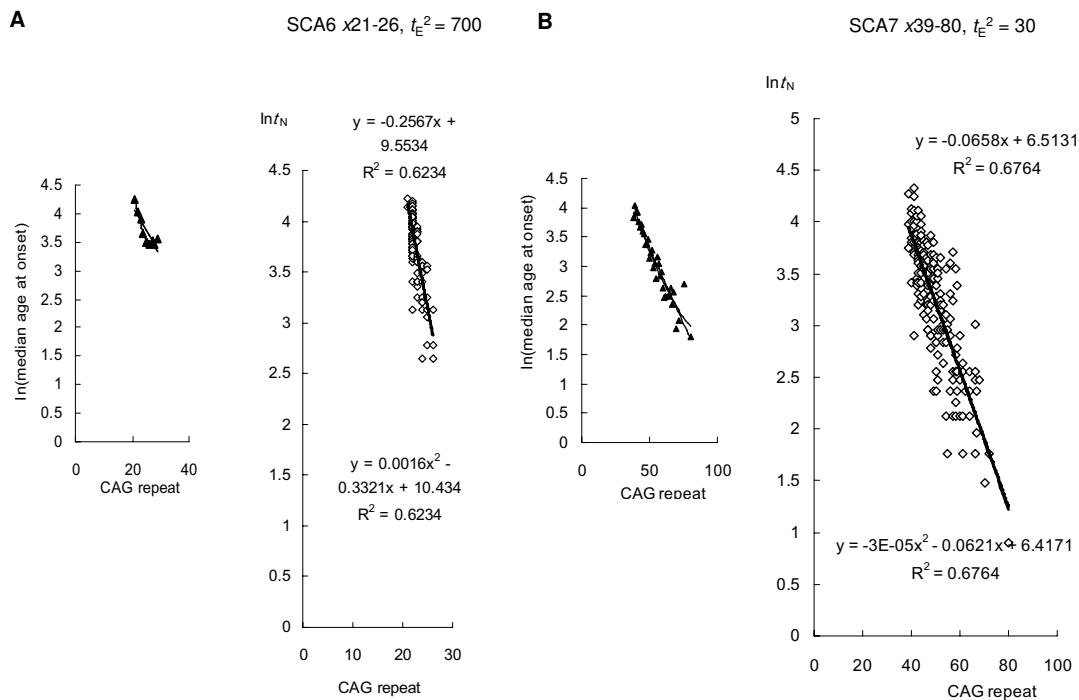 A
SCA6 x21-26, tE² = 700
lntN
y = -0.2567x +
9.5534
R² = 0.6234
4.5
4
3.5
3
2.5
2
1.5
1
0.5
0
ln(median age at onset)
0 20 40
CAG repeat
4.5
4
3.5
3
2.5
2
1.5
1
0.5
0
y = 0.0016x² -
0.3321x + 10.434
R² = 0.6234
0 10 20 30
CAG repeat
B
SCA7 x39-80, tE² = 30
lntN
4.5
4
3.5
3
2.5
2
1.5
1
0.5
0
ln(median age at onset)
0 50 100
CAG repeat
5
4.5
4
3.5
3
2.5
2
1.5
1
0.5
0
y = -0.0658x + 6.5131
R² = 0.6764
y = -3E-05x² - 0.0621x + 6.4171
R² = 0.6764
0 20 40 60 80 100
CAG repeat